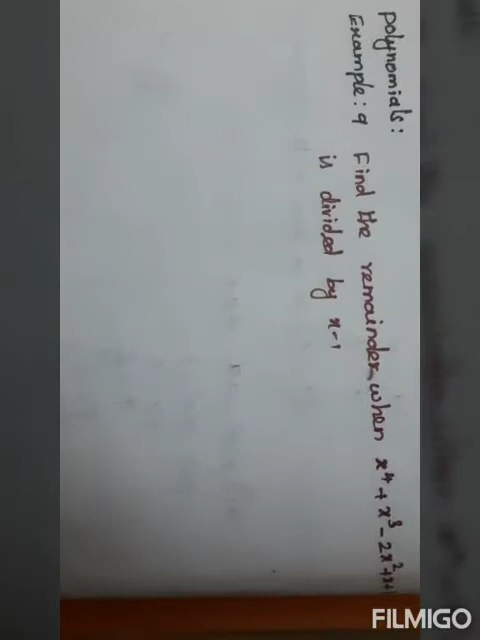 Polynomials:
Example: 9 Find the remainder when x⁴ + x³ - 2x² + x + 1
is divided by x-1
FILMIGO